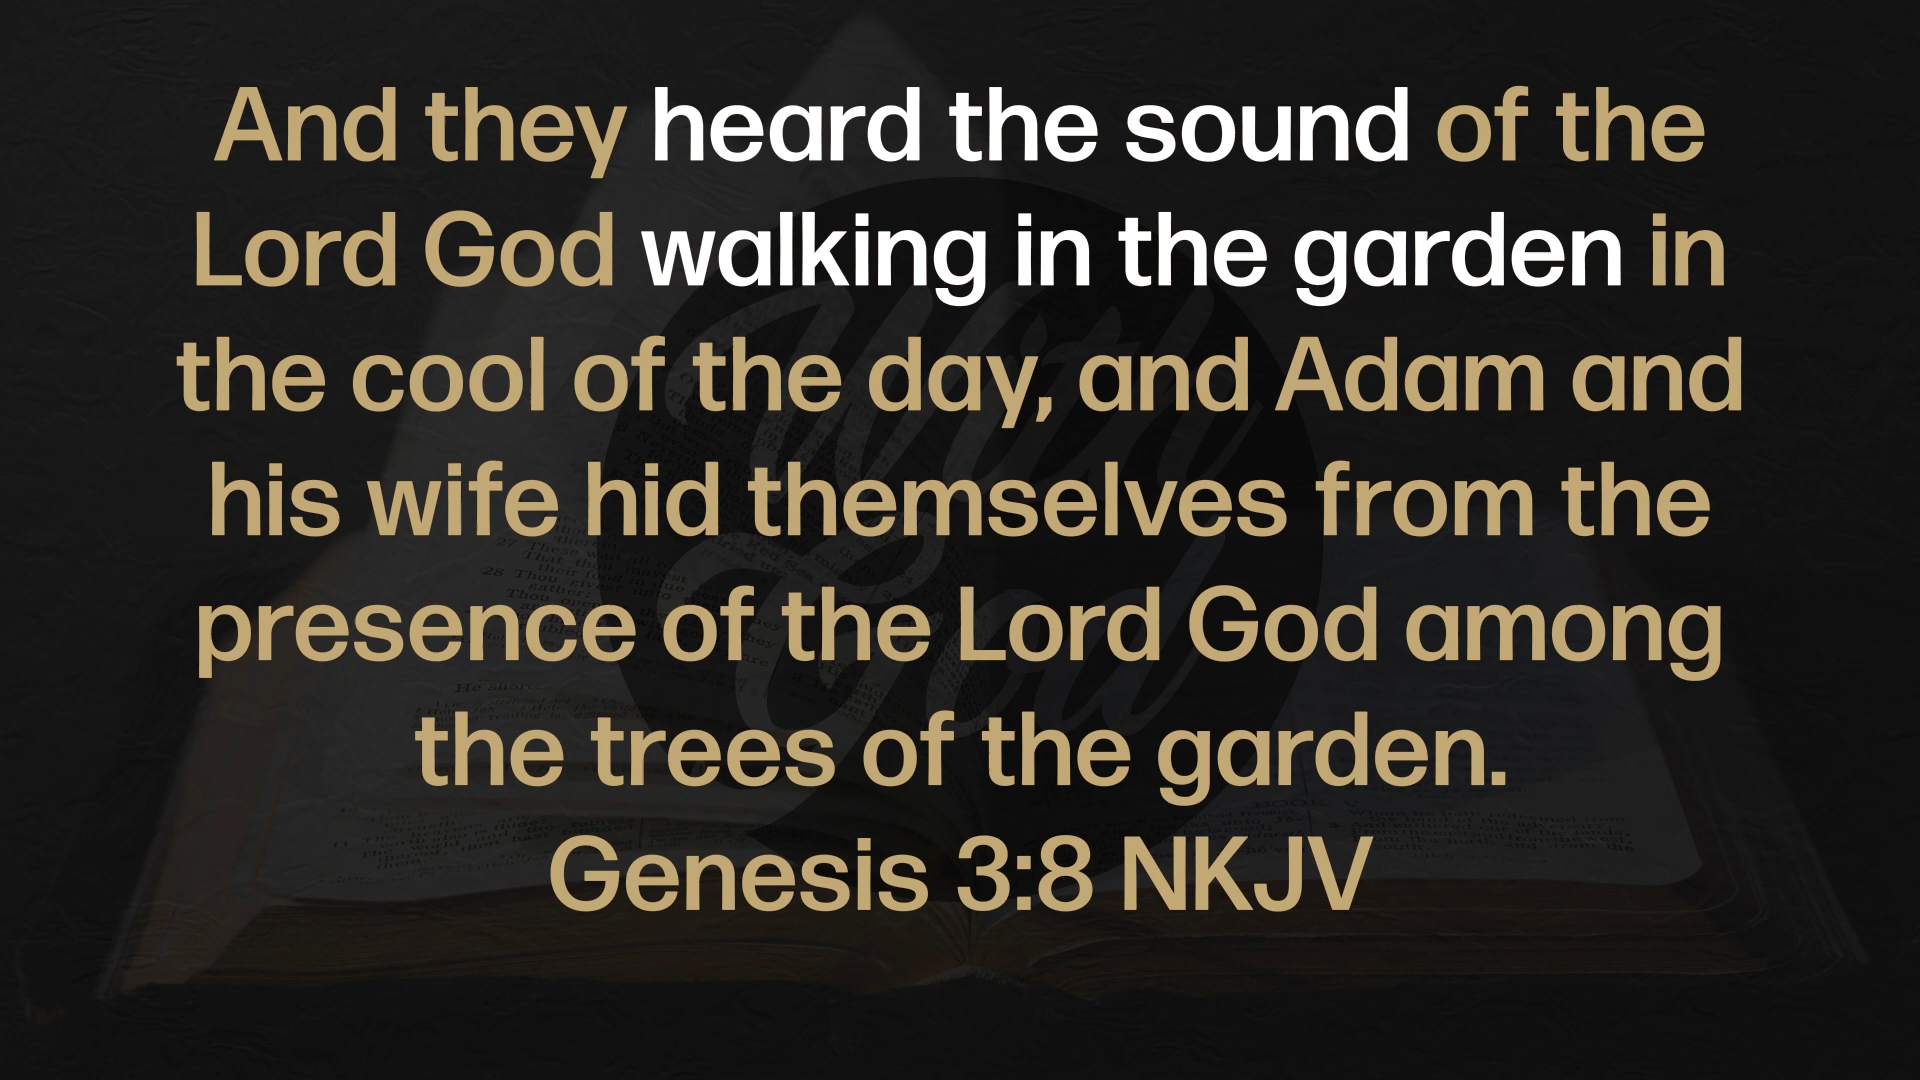 And they heard the sound of the
Lord God walking in the garden in
the cool of the day, and Adam and
his wife hid themselves from the
presence of the Lord God among
the trees of the garden.
Genesis 3:8 NKJV
With
God